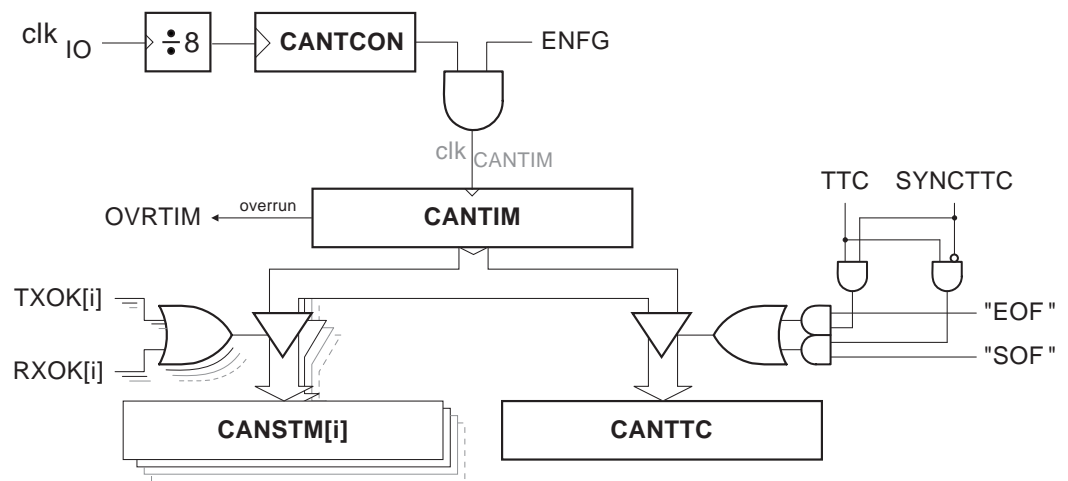 clk IO
÷8
CANTCON
ENFG
clk CANTIM
TTC SYNCTTC
OVRTIM
overrun
CANTIM
TXOK[i]
"EOF"
RXOK[i]
"SOF"
CANSTM[i]
CANTTC